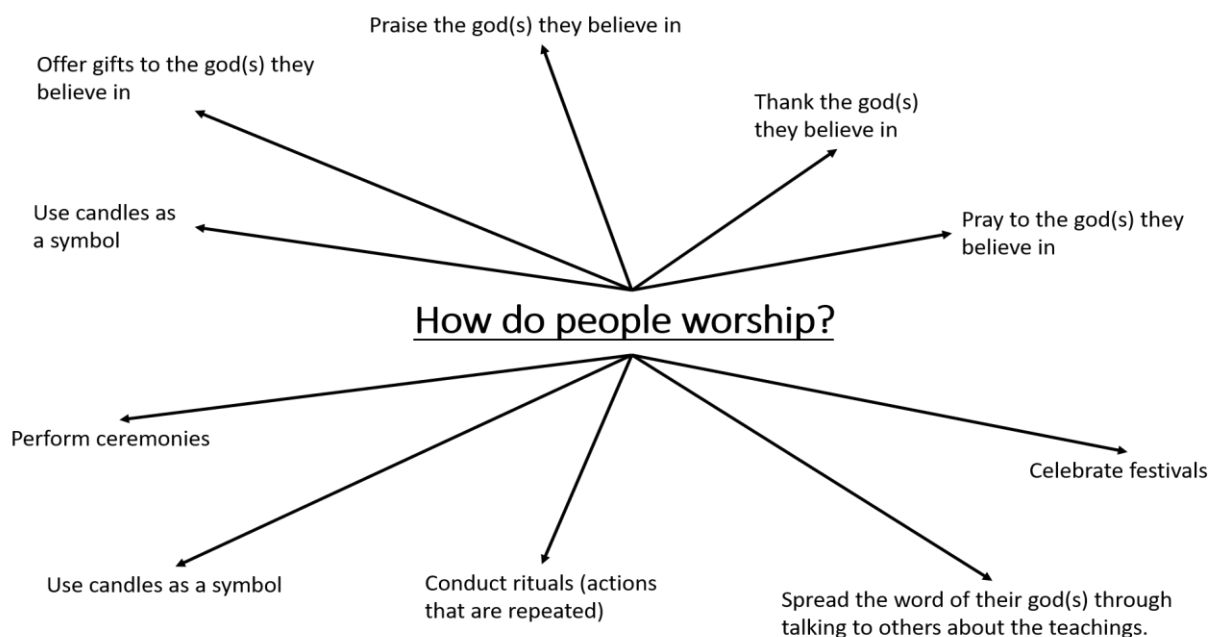 Praise the god(s) they believe in
Offer gifts to the god(s) they
believe in
Thank the god(s)
they believe in
Use candles as
a symbol
Pray to the god(s) they
believe in
How do people worship?
Perform ceremonies
Celebrate festivals
Use candles as a symbol
Conduct rituals (actions
that are repeated)
Spread the word of their god(s) through
talking to others about the teachings.